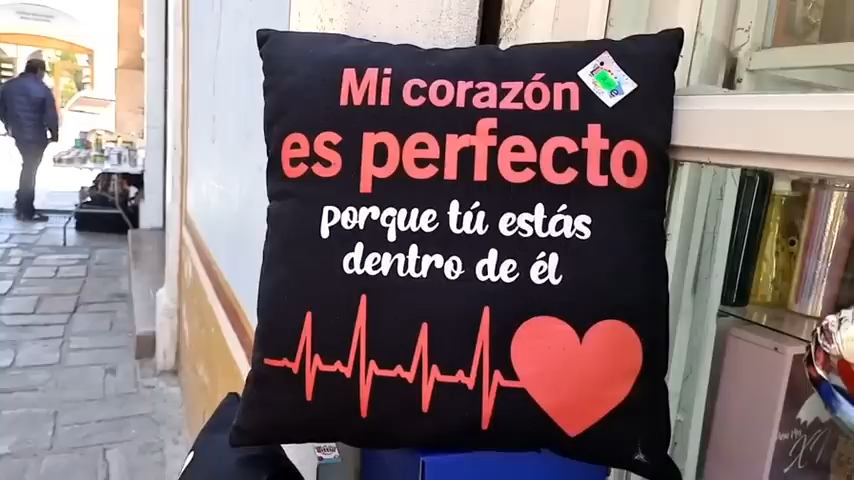 Mi corazón
es perfecto
porque tú estás
dentro de él